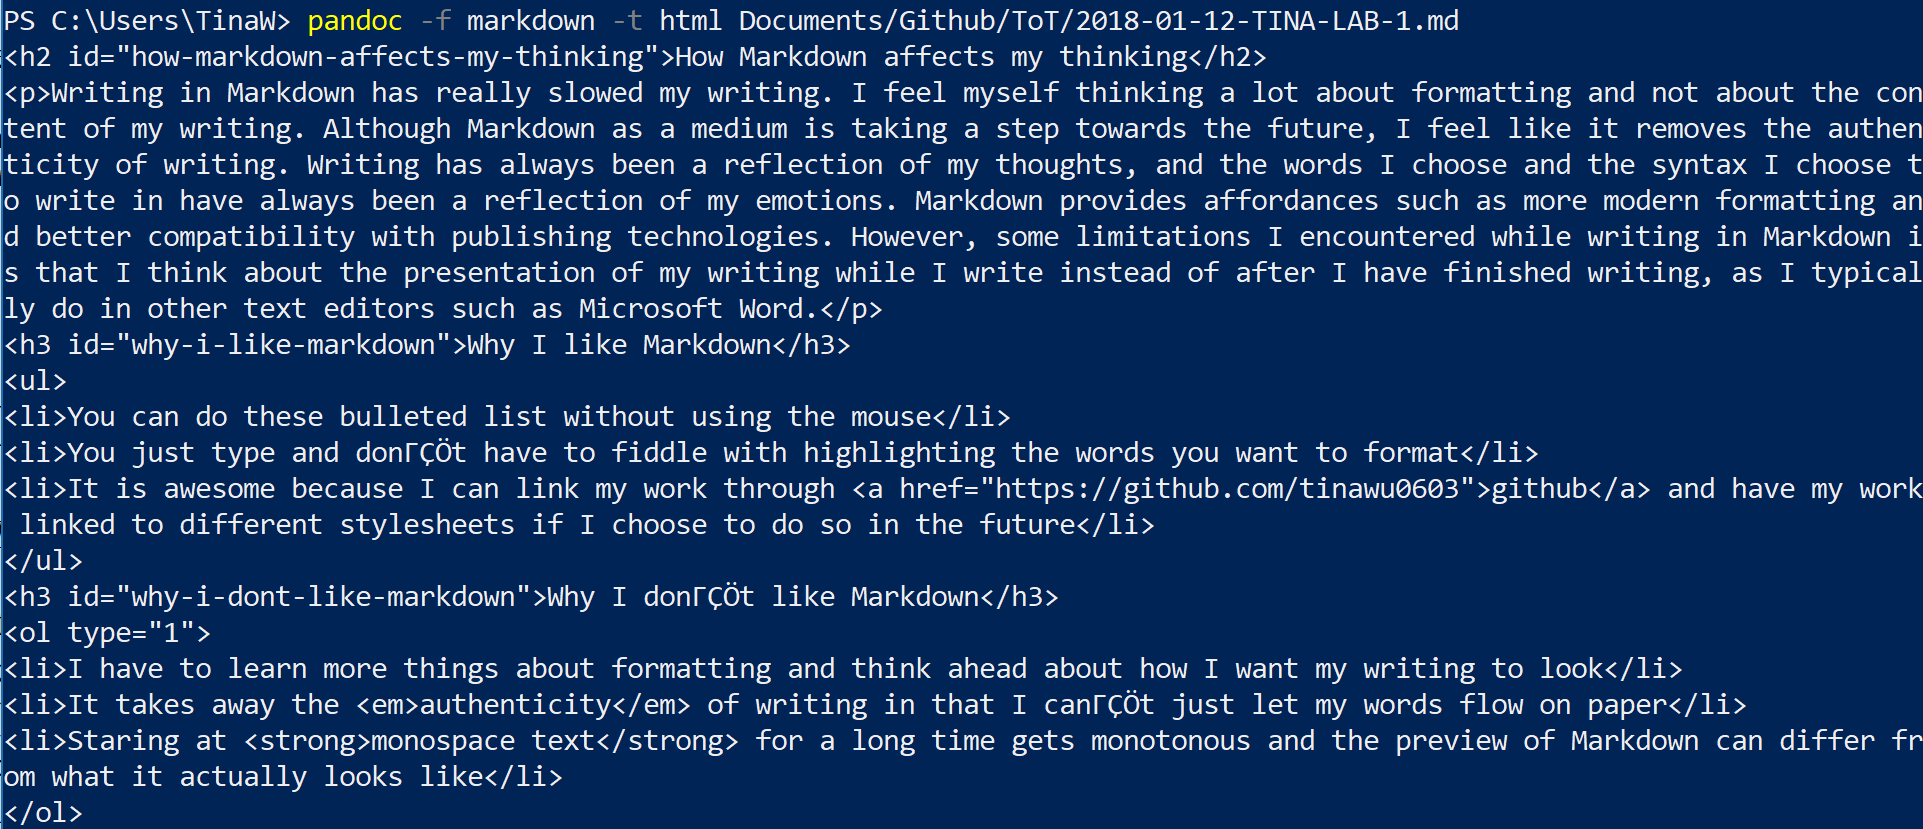 PS C:\Users\TinaW> pandoc -f markdown -t html Documents/Github/ToT/2018-01-12-TINA-LAB-1.md
<h2 id="how-markdown-affects-my-thinking">How Markdown affects my thinking</h2>
<p>Writing in Markdown has really slowed my writing. I feel myself thinking a lot about formatting and not about the con
tent of my writing. Although Markdown as a medium is taking a step towards the future, I feel like it removes the authen
ticity of writing. Writing has always been a reflection of my thoughts, and the words I choose and the syntax I choose t
o write in have always been a reflection of my emotions. Markdown provides affordances such as more modern formatting an
d better compatibility with publishing technologies. However, some limitations I encountered while writing in Markdown i
s that I think about the presentation of my writing while I write instead of after I have finished writing, as I typical
ly do in other text editors such as Microsoft Word.</p>
<h3 id="why-i-like-markdown">Why I like Markdown</h3>
<ul>
<li>You can do these bulleted list without using the mouse</li>
<li>You just type and donΓÇÖt have to fiddle with highlighting the words you want to format</li>
<li>It is awesome because I can link my work through <a href="https://github.com/tinawu0603">github</a> and have my work
 linked to different stylesheets if I choose to do so in the future</li>
</ul>
<h3 id="why-i-dont-like-markdown">Why I donΓÇÖt like Markdown</h3>
<ol type="1">
<li>I have to learn more things about formatting and think ahead about how I want my writing to look</li>
<li>It takes away the <em>authenticity</em> of writing in that I canΓÇÖt just let my words flow on paper</li>
<li>Staring at <strong>monospace text</strong> for a long time gets monotonous and the preview of Markdown can differ fr
om what it actually looks like</li>
</ol>